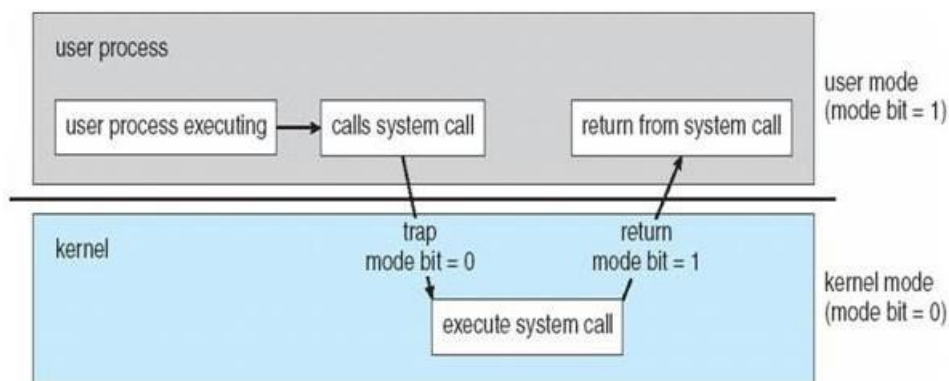 user process
user process executing
calls system call
return from system call
user mode
(mode bit = 1)
kernel
trap
mode bit = 0
return
mode bit = 1
execute system call
kernel mode
(mode bit = 0)